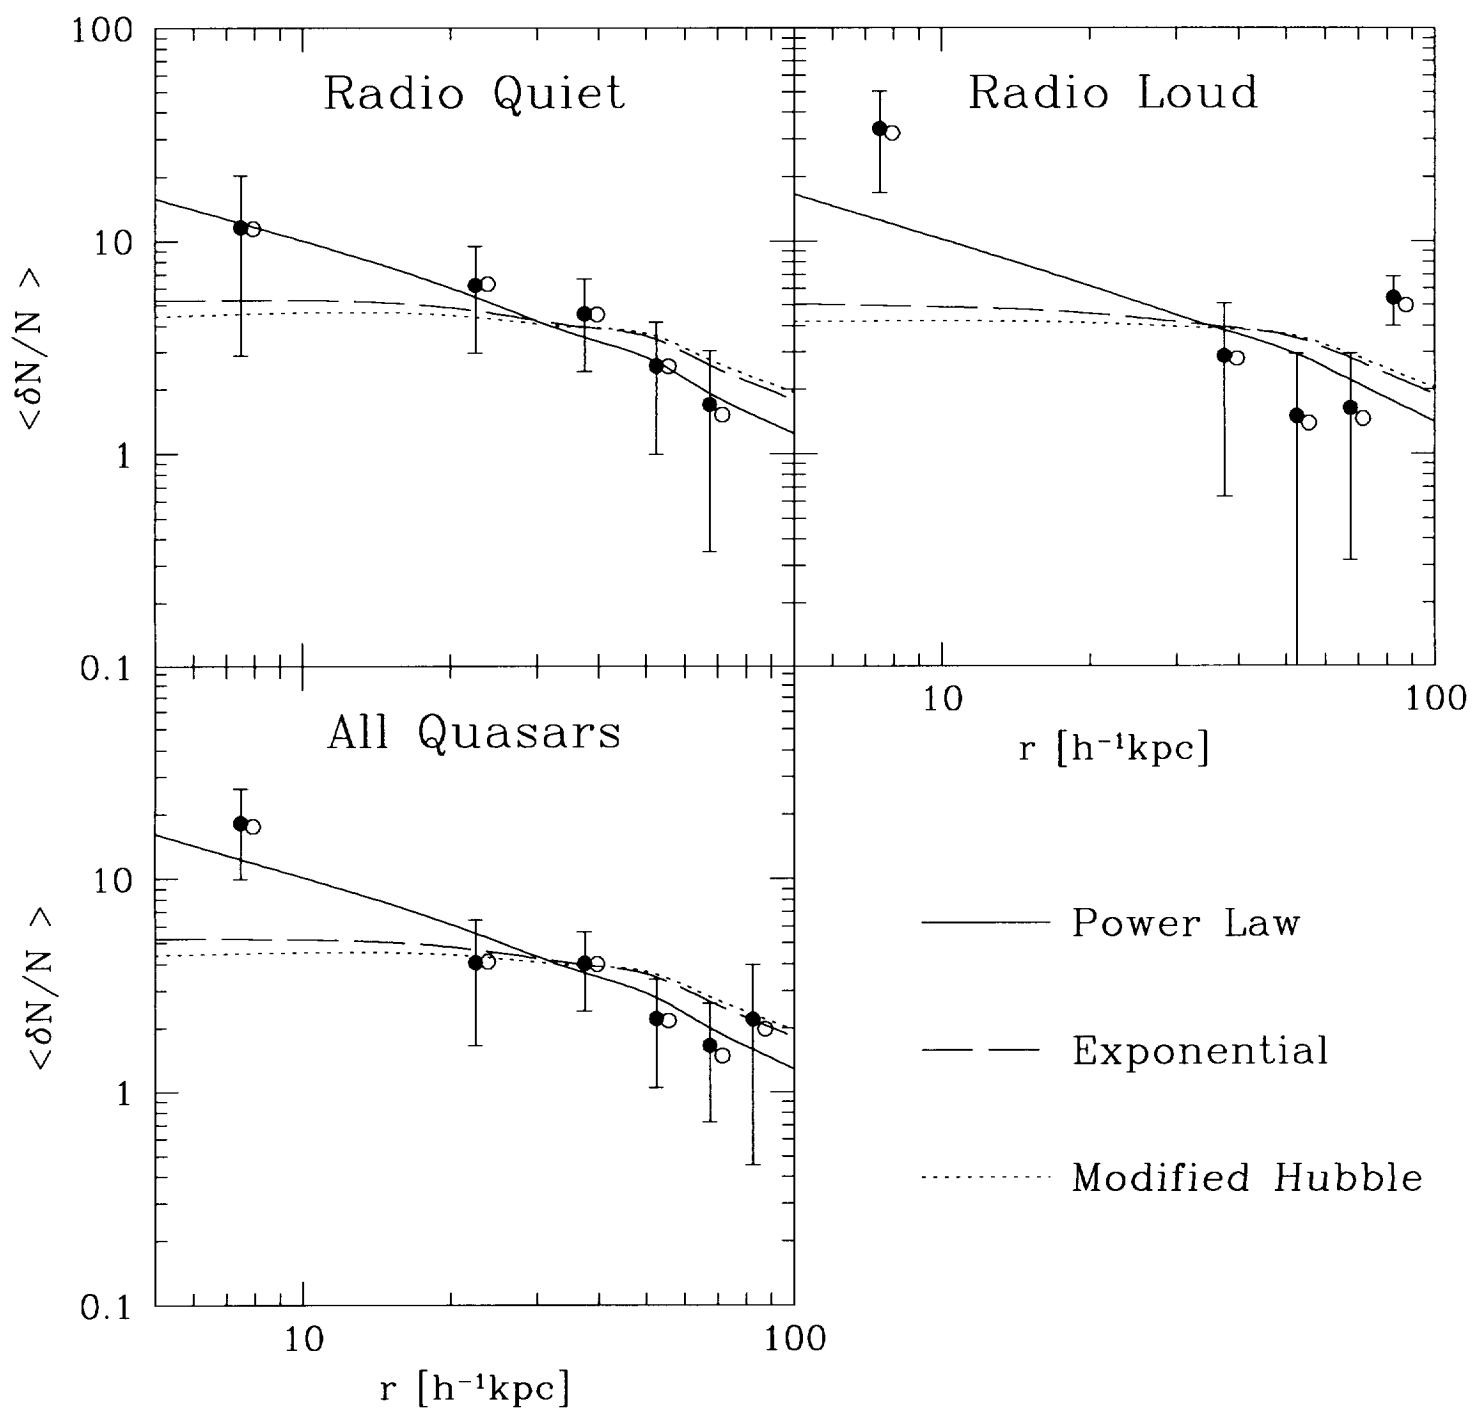 100
Radio Quiet
Radio Loud
10
<δN/N >
1
0.1
10
100
r [h⁻¹kpc]
All Quasars
10
<δN/N >
1
0.1
10
100
r [h⁻¹kpc]
Power Law
Exponential
Modified Hubble